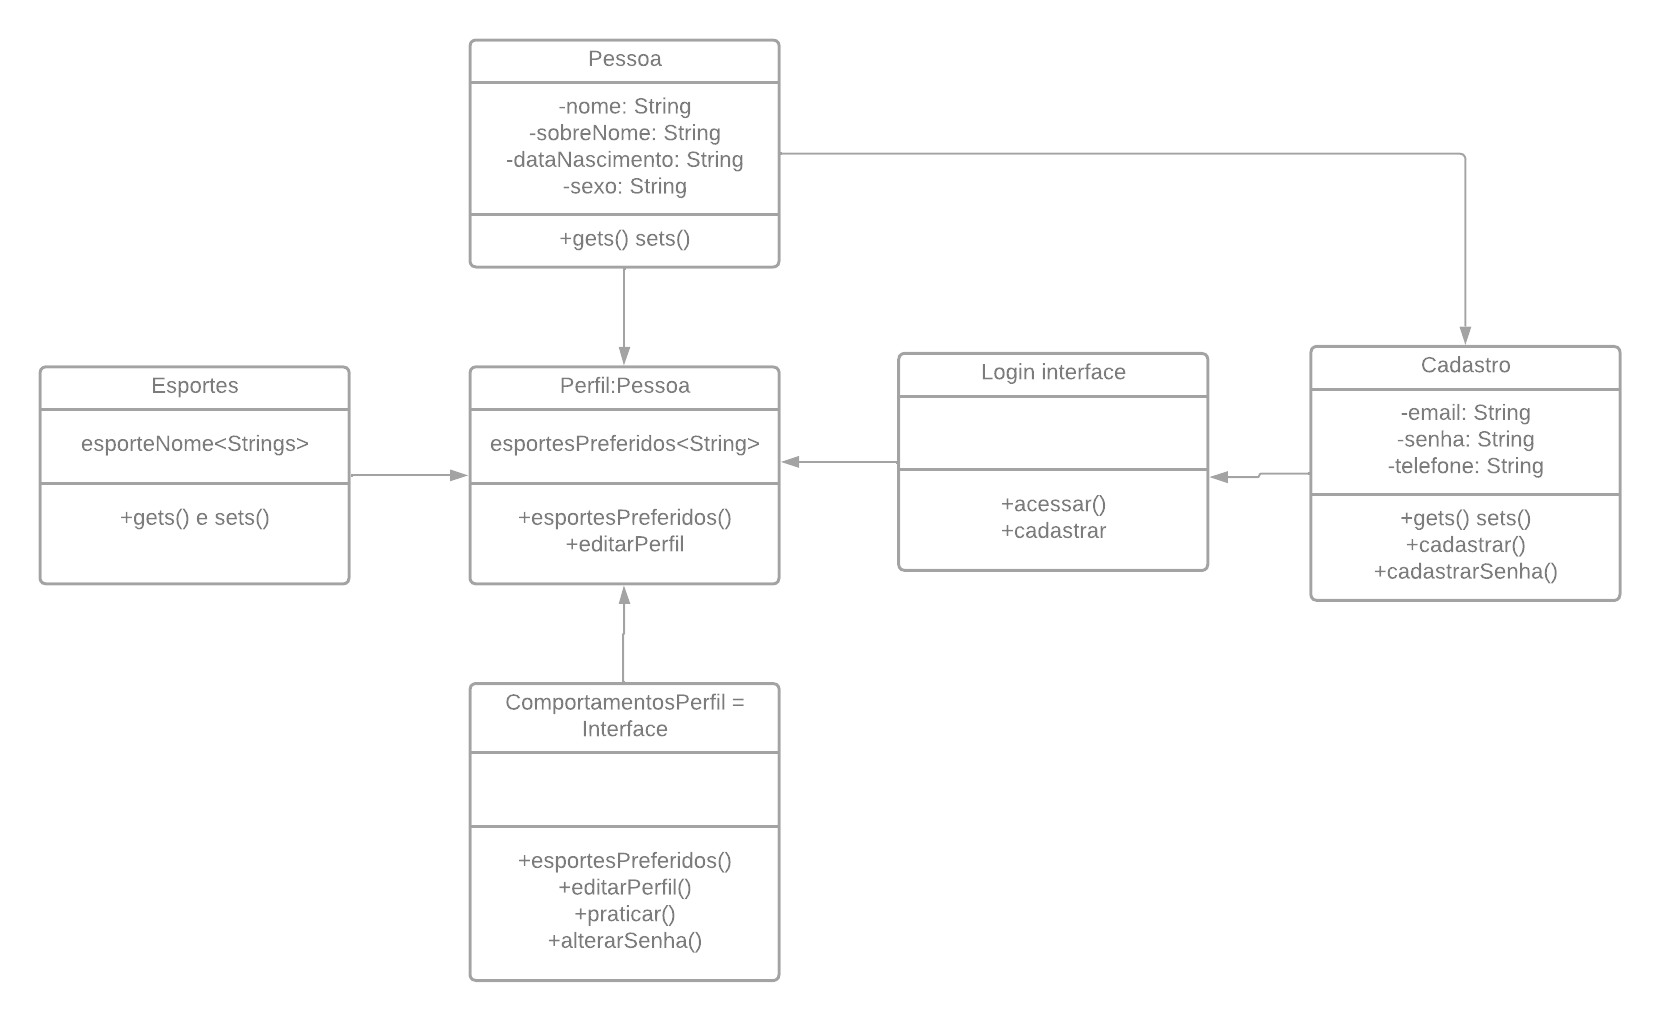 Pessoa
-nome: String
-sobreNome: String
-dataNascimento: String
-sexo: String
+gets() sets()
Esportes
esporteNome<Strings>
+gets() e sets()
Perfil:Pessoa
esportesPreferidos<String>
+esportesPreferidos()
+editarPerfil
Login interface
+acessar()
+cadastrar
Cadastro
-email: String
-senha: String
-telefone: String
+gets() sets()
+cadastrar()
+cadastrarSenha()
ComportamentosPerfil =
Interface
+esportesPreferidos()
+editarPerfil()
+praticar()
+alterarSenha()